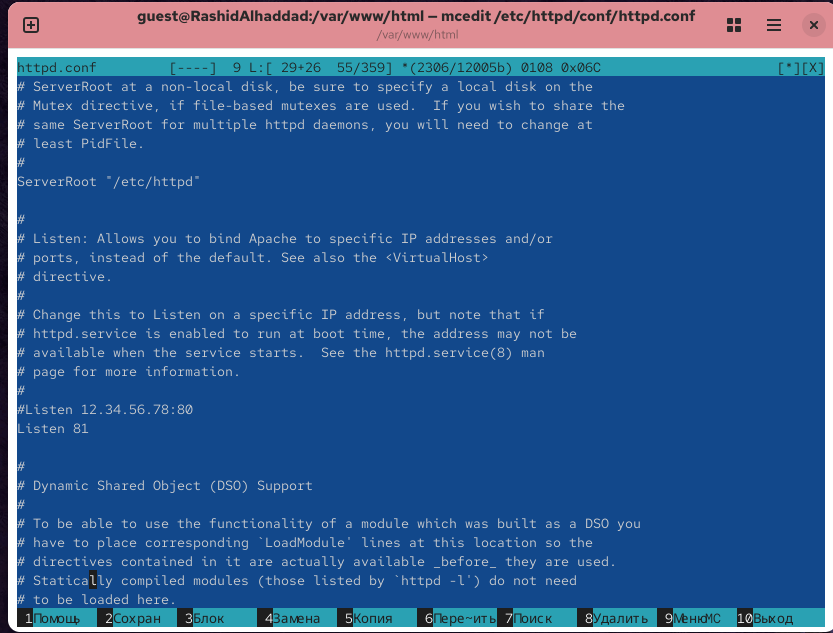 guest@RashidAlhaddad:/var/www/html — mcedit /etc/httpd/conf/httpd.conf
/var/www/html
httpd.conf         [----]  9 L:[ 29+26  55/359] *(2306/12005b) 0108 0x06C                      [*][X]
# ServerRoot at a non-local disk, be sure to specify a local disk on the
# Mutex directive, if file-based mutexes are used.  If you wish to share the
# same ServerRoot for multiple httpd daemons, you will need to change at
# least PidFile.
#
ServerRoot "/etc/httpd"
#
# Listen: Allows you to bind Apache to specific IP addresses and/or
# ports, instead of the default. See also the <VirtualHost>
# directive.
#
# Change this to Listen on a specific IP address, but note that if
# httpd.service is enabled to run at boot time, the address may not be
# available when the service starts.  See the httpd.service(8) man
# page for more information.
#
#Listen 12.34.56.78:80
Listen 81
#
# Dynamic Shared Object (DSO) Support
#
# To be able to use the functionality of a module which was built as a DSO you
# have to place corresponding `LoadModule' lines at this location so the
# directives contained in it are actually available _before_ they are used.
# Statically compiled modules (those listed by `httpd -l') do not need
# to be loaded here.
1Помощь 2Сохран 3Блок 4Замена 5Копия 6Пере~ить 7Поиск 8Удалить 9МенюMC 10Выход